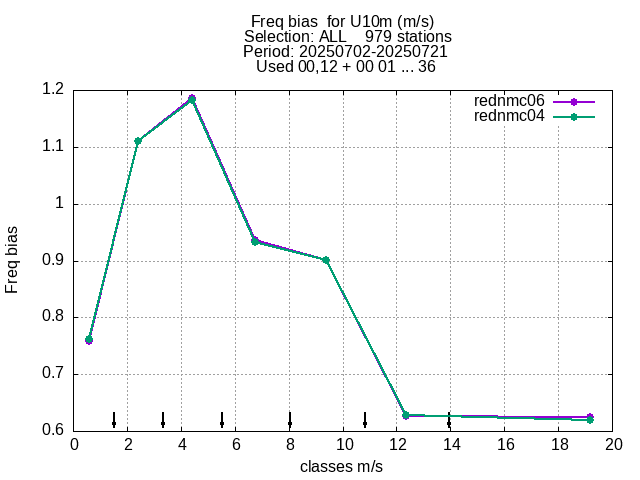 Freq bias  for U10m (m/s)
Selection: ALL    979 stations
Period: 20250702-20250721
Used 00,12 + 00 01 ... 36
rednmc06
rednmc04
1.2
1.1
1
0.9
0.8
0.7
0.6
Freq bias
0 2 4 6 8 10 12 14 16 18 20
classes m/s